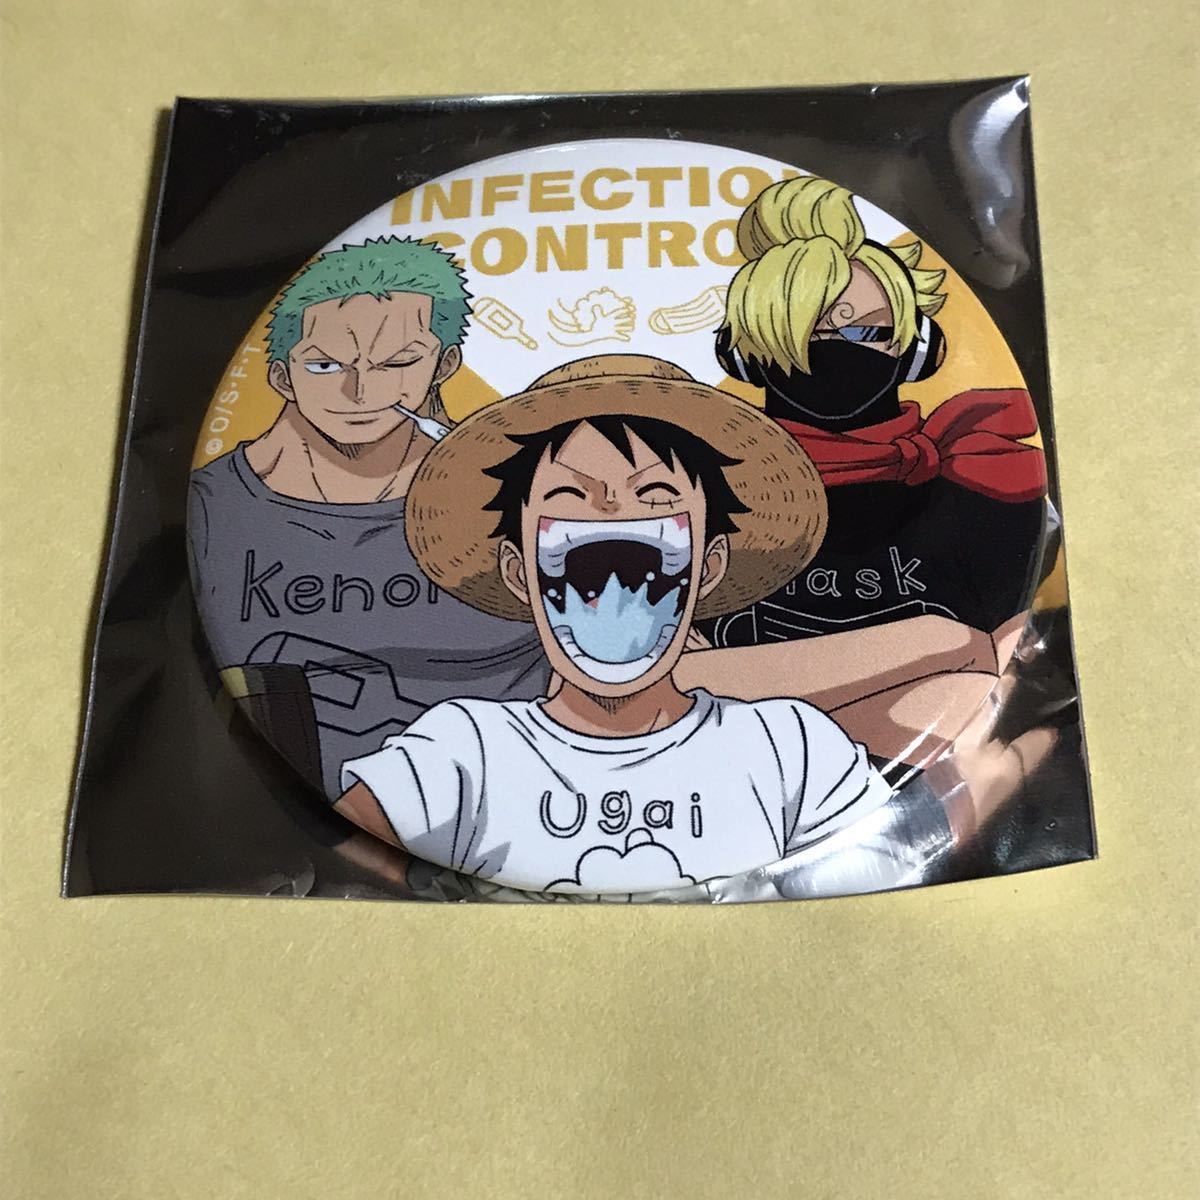 INFECTIO
CONTRO
©O/S・F・T
Keno
ask
Ugai